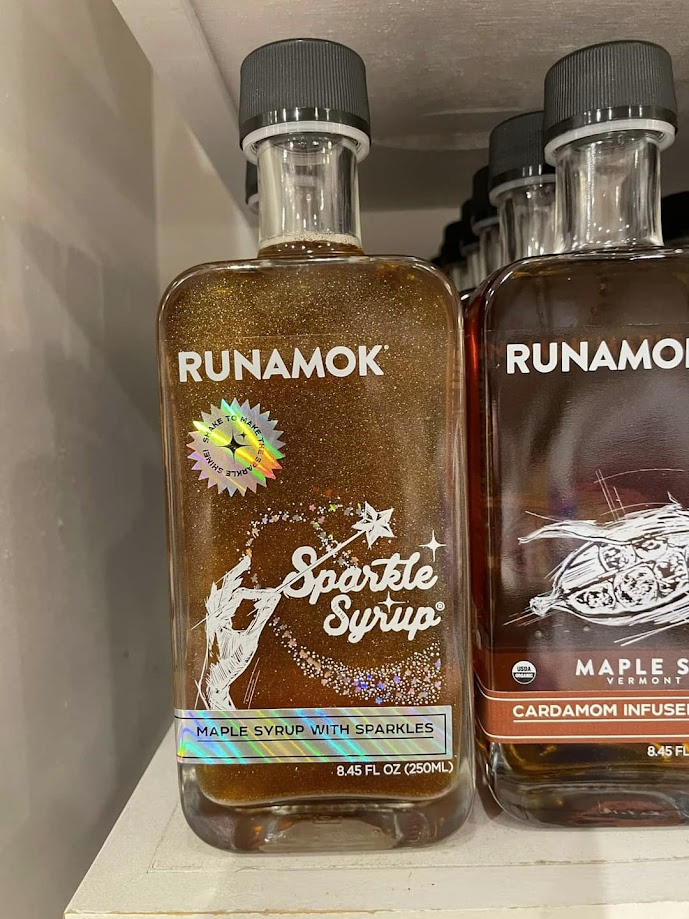 RUNAMOK
SHAKE TO MAKE THE SPARKLE SHINE!
Sparkle
Syrup®
MAPLE SYRUP WITH SPARKLES
8.45 FL OZ (250ML)
RUNAMOK
USDA
ORGANIC
MAPLE S
VERMONT
CARDAMOM INFUSE
8.45 FL